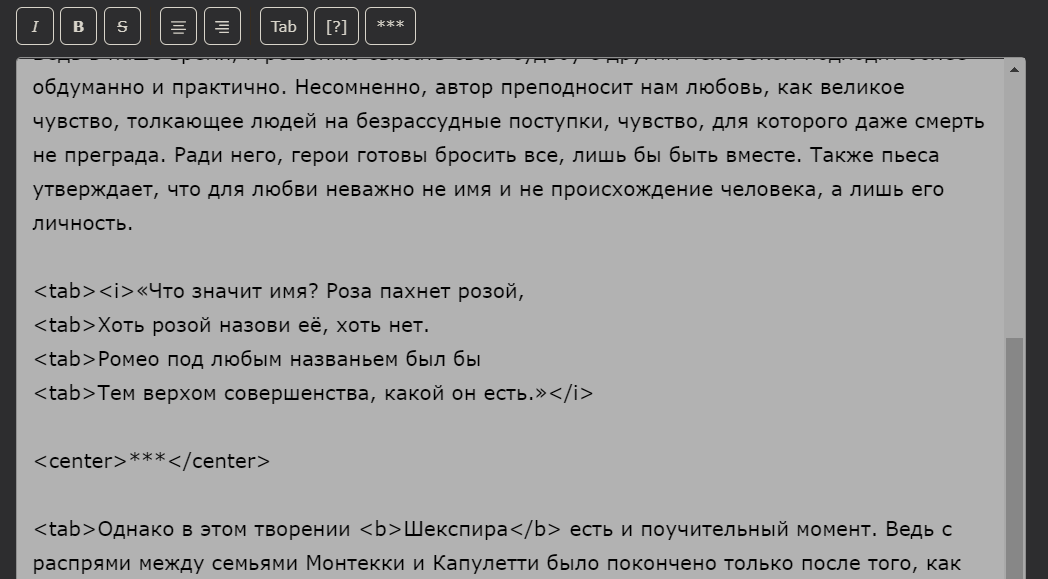 I B S Tab [?] ***
обдуманно и практично. Несомненно, автор преподносит нам любовь, как великое
чувство, толкающее людей на безрассудные поступки, чувство, для которого даже смерть
не преграда. Ради него, герои готовы бросить все, лишь бы быть вместе. Также пьеса
утверждает, что для любви неважно не имя и не происхождение человека, а лишь его
личность.
<tab><i>«Что значит имя? Роза пахнет розой,
<tab>Хоть розой назови её, хоть нет.
<tab>Ромео под любым названьем был бы
<tab>Тем верхом совершенства, какой он есть.»</i>
<center>***</center>
<tab>Однако в этом творении <b>Шекспира</b> есть и поучительный момент. Ведь с
распрями между семьями Монтекки и Капулетти было покончено только после того, как